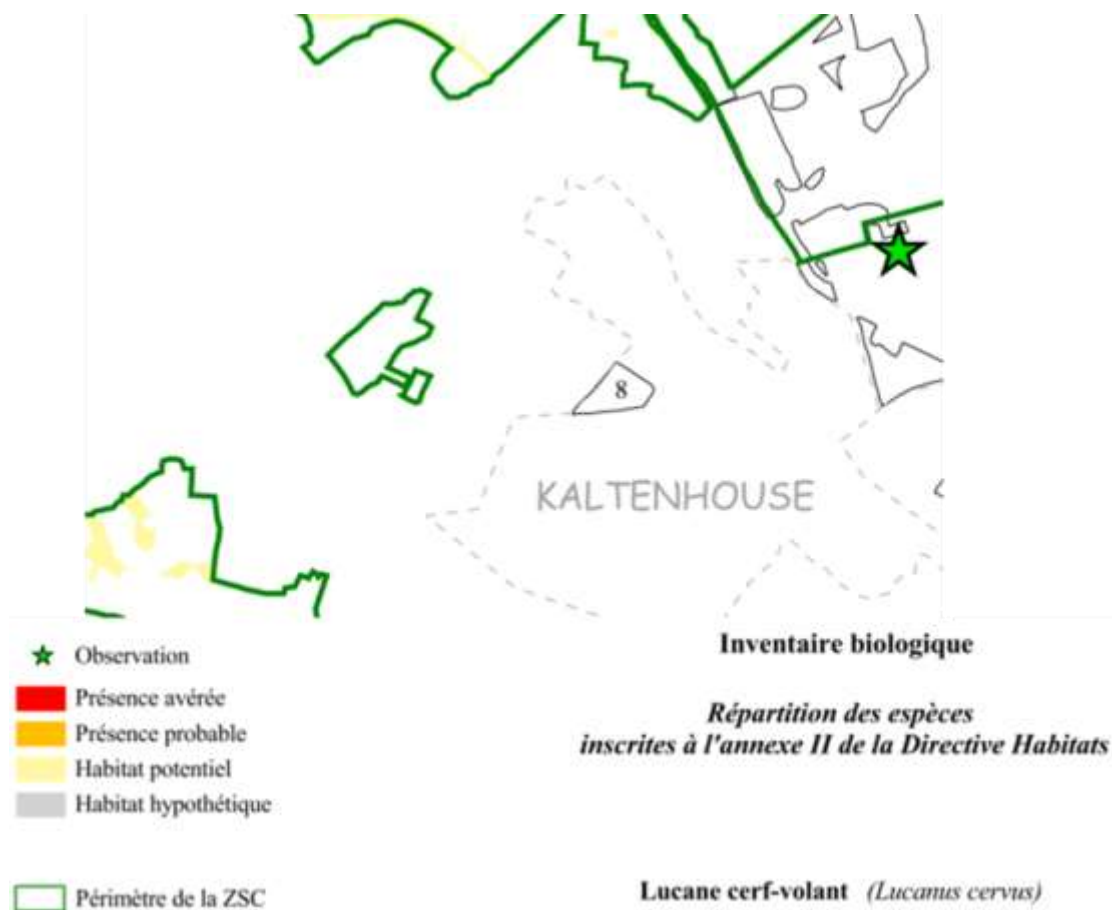 8
KALTENHOUSE
Observation
Présence avérée
Présence probable
Habitat potentiel
Habitat hypothétique
Périmètre de la ZSC
Inventaire biologique
Répartition des espèces
inscrites à l'annexe II de la Directive Habitats
Lucane cerf-volant (Lucanus cervus)